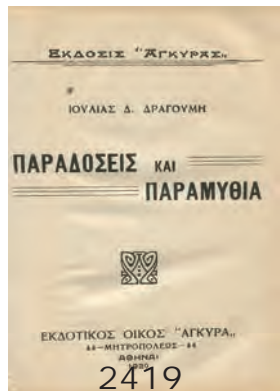 ΕΚΔΟΣΙΣ "ΑΓΚΥΡΑΣ„
ΙΟΥΛΙΑΣ Δ. ΔΡΑΓΟΥΜΗ
ΠΑΡΑΔΟΣΕΙΣ ΚΑΙ
ΠΑΡΑΜΥΘΙΑ
ΕΚΔΟΤΙΚΟΣ ΟΙΚΟΣ "ΑΓΚΥΡΑ„
44—ΜΗΤΡΟΠΟΛΕΩΣ—44
ΑΘΗΝΑΙ
2419